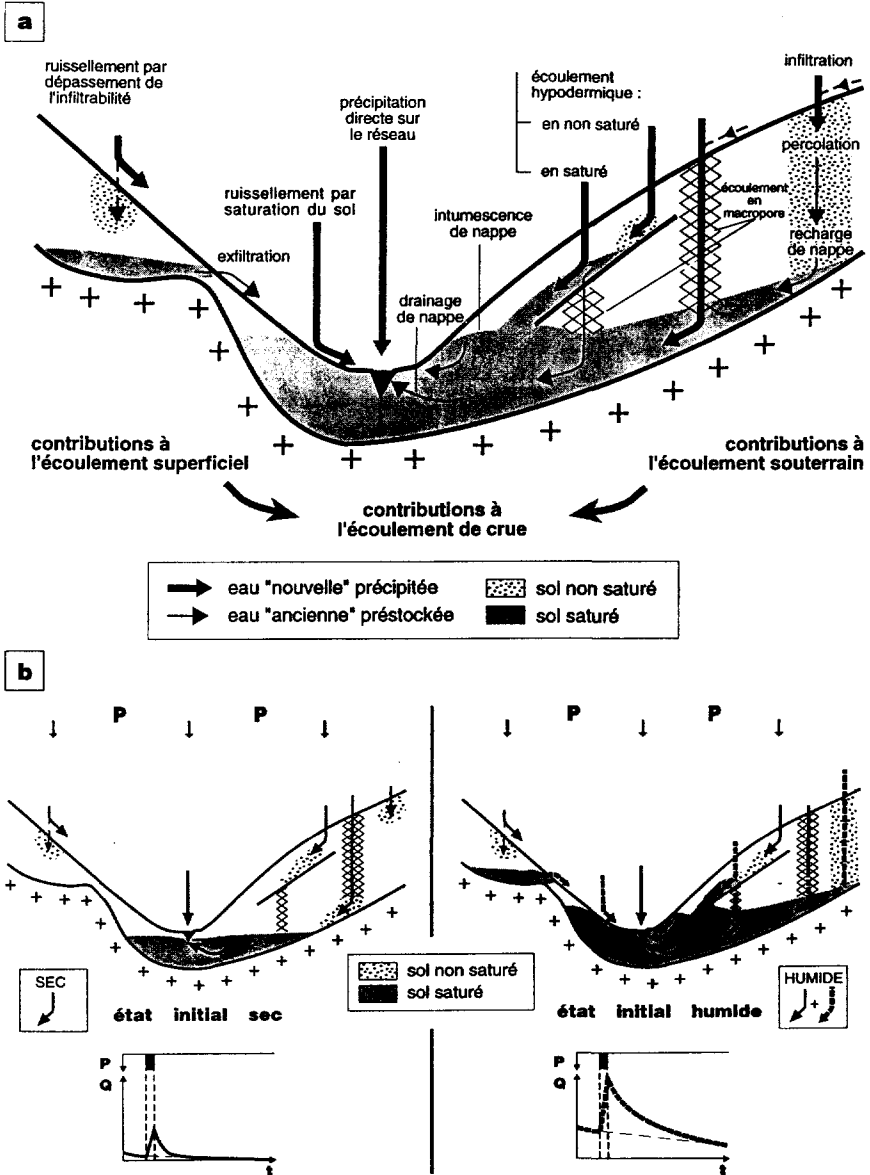 a
ruissellement par
dépassement de
l'infiltrabilité
précipitation
directe sur
le réseau
écoulement
hypodermique :
en non saturé
en saturé
infiltration
percolation
ruissellement par
saturation du sol
intumescence
de nappe
écoulement
en
macropore
recharge
de nappe
exfiltration
drainage
de nappe
contributions à
l'écoulement superficiel
contributions à
l'écoulement souterrain
contributions à
l'écoulement de crue
eau "nouvelle" précipitée
sol non saturé
eau "ancienne" préstockée
sol saturé
b
P P
P P
SEC
sol non saturé
sol saturé
HUMIDE
+
état initial sec
état initial humide
P
Q
t
P
Q
t